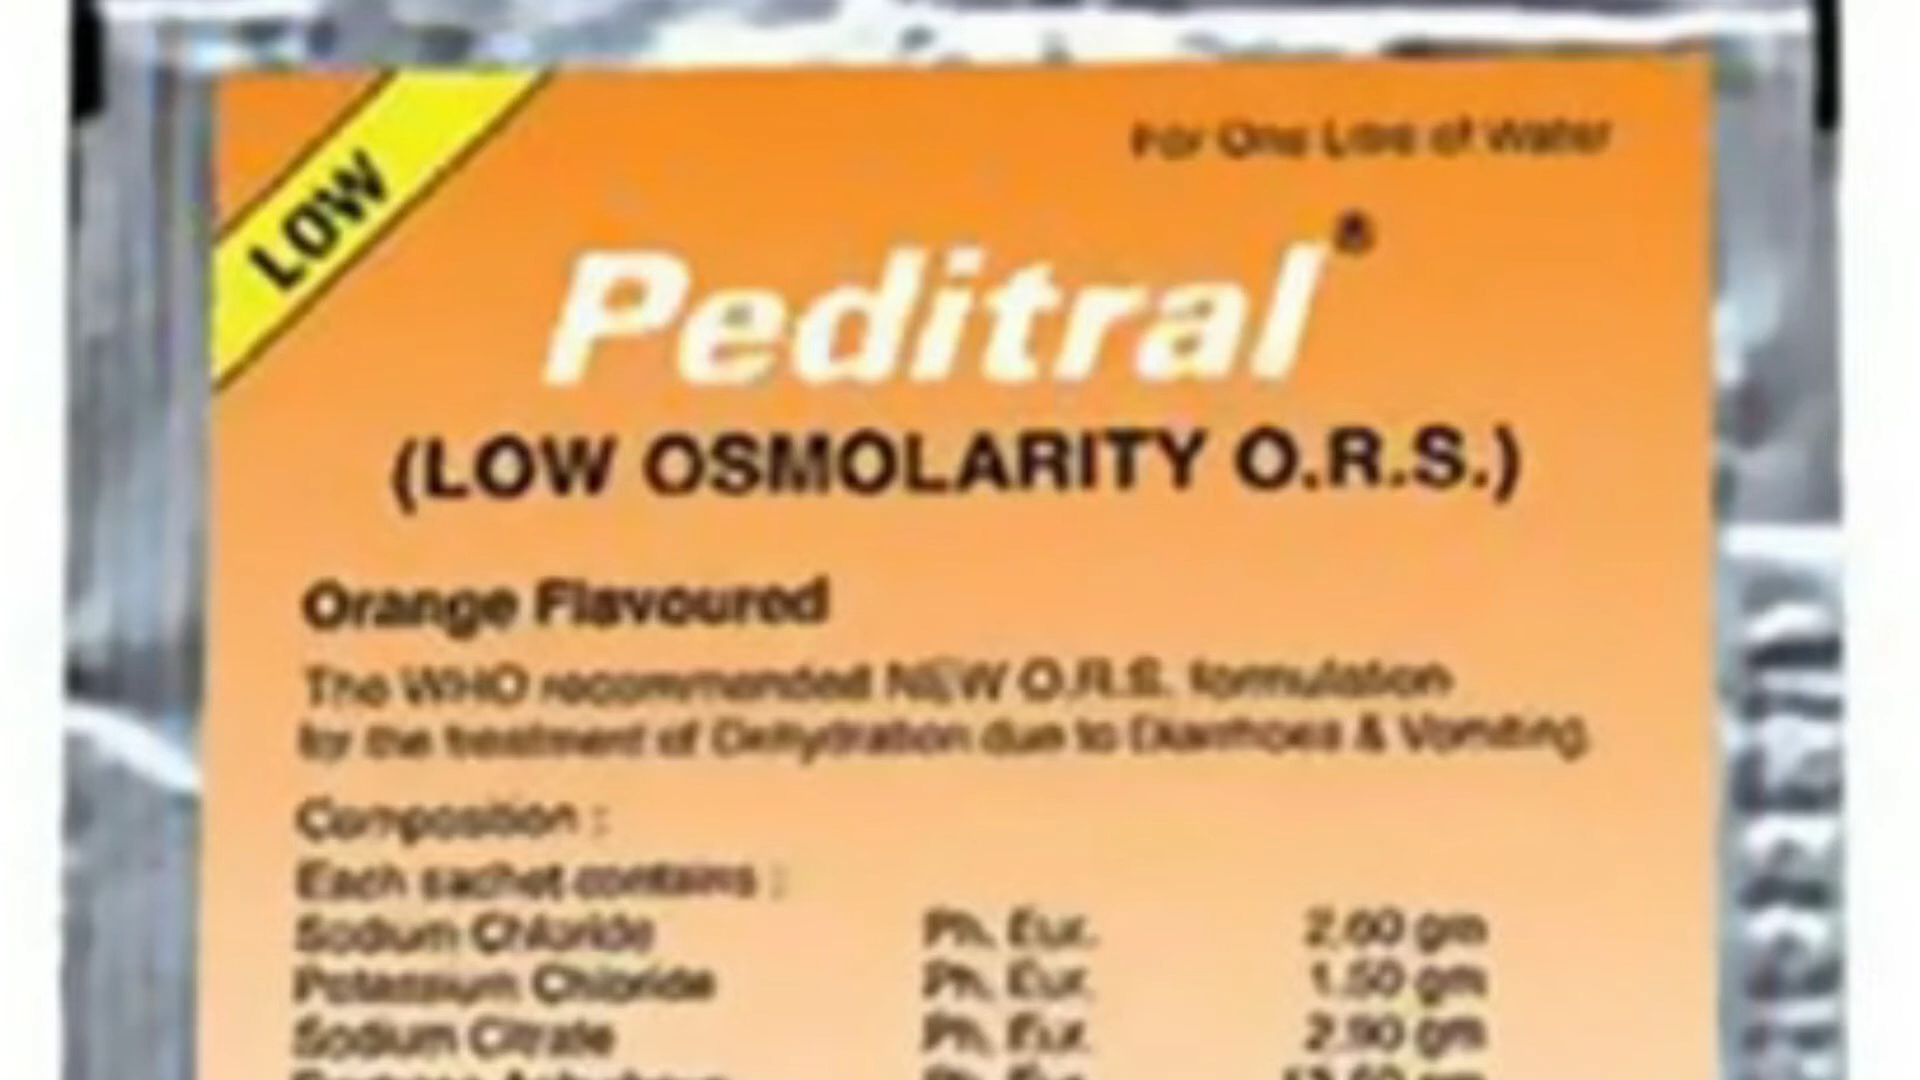 LOW
For One Litre of Water
Peditral®
(LOW OSMOLARITY O.R.S.)
Orange Flavoured
The WHO recommended NEW O.R.S. formulation
for the treatment of Dehydration due to Diarrhoea & Vomiting
Composition :
Each sachet contains :
Sodium Chloride Ph. Eur. 2.60 gm
Potassium Chloride Ph. Eur. 1.50 gm
Sodium Citrate Ph. Eur. 2.90 gm
Ph. Eur.